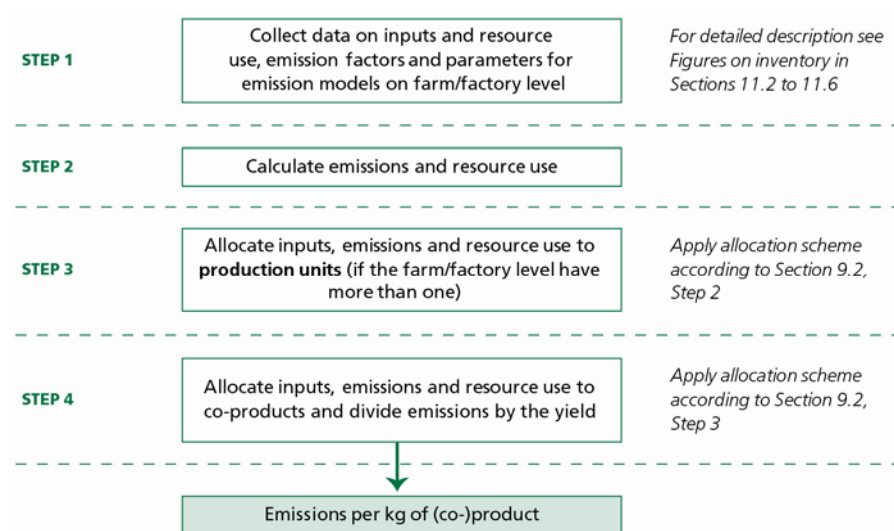 STEP 1
Collect data on inputs and resource
use, emission factors and parameters for
emission models on farm/factory level
For detailed description see
Figures on inventory in
Sections 11.2 to 11.6
STEP 2
Calculate emissions and resource use
STEP 3
Allocate inputs, emissions and resource use to
production units (if the farm/factory level have
more than one)
Apply allocation scheme
according to Section 9.2,
Step 2
STEP 4
Allocate inputs, emissions and resource use to
co-products and divide emissions by the yield
Apply allocation scheme
according to Section 9.2,
Step 3
Emissions per kg of (co-)product